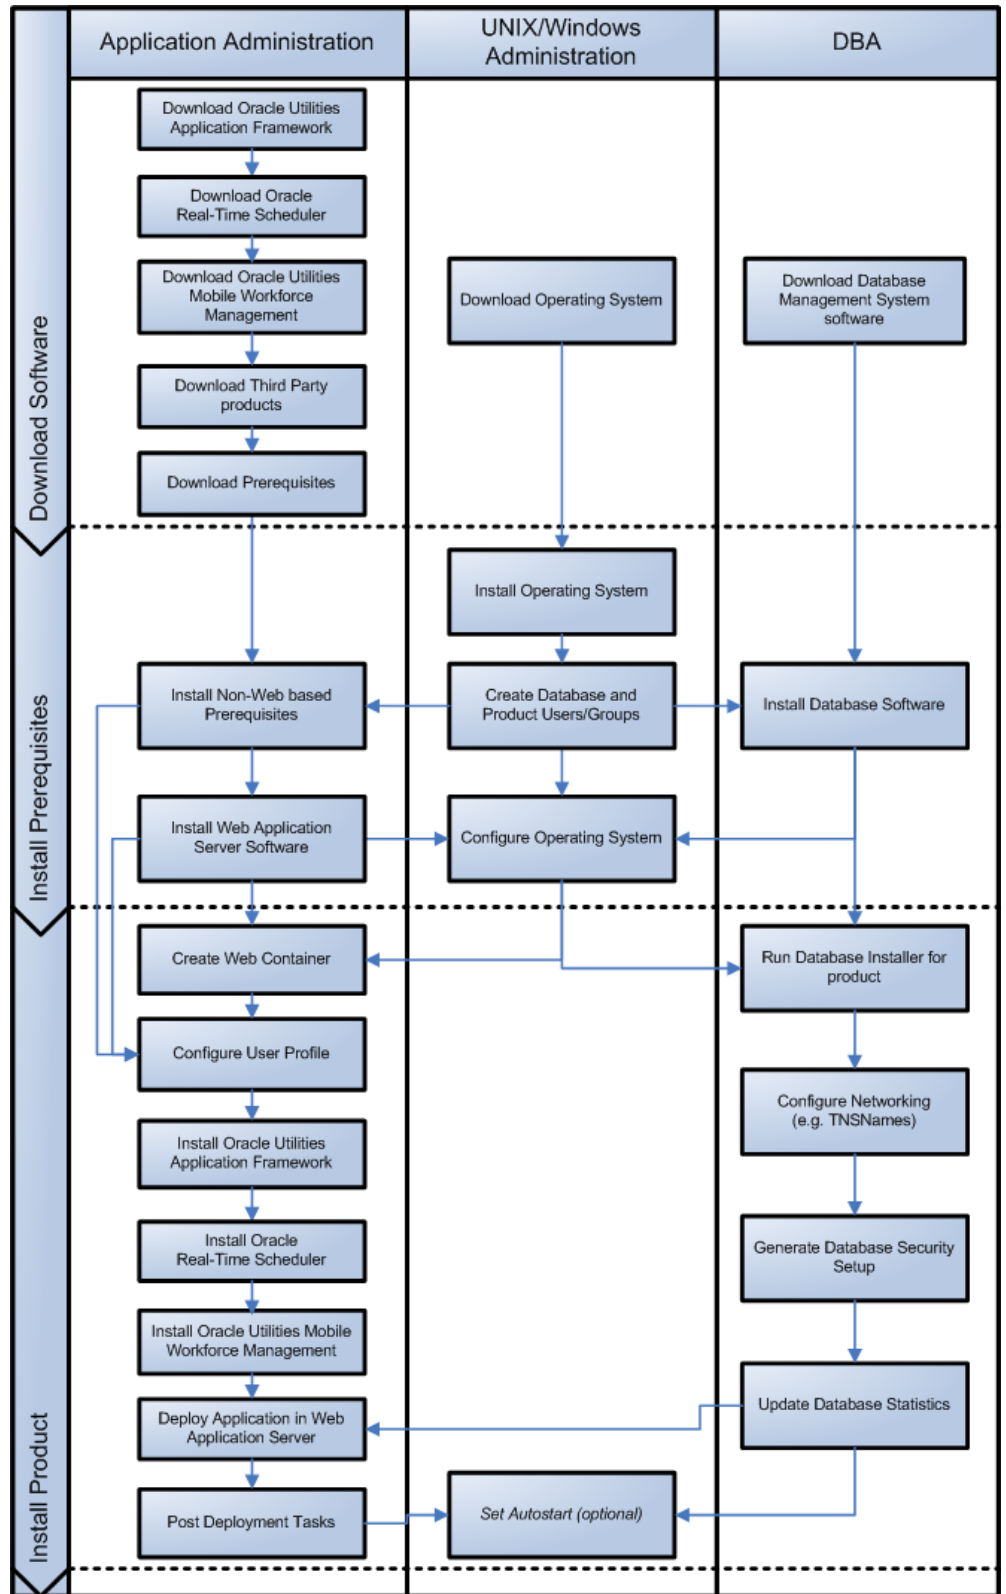 Application Administration
UNIX/Windows
Administration
DBA
Download Software
Download Oracle Utilities
Application Framework
Download Oracle
Real-Time Scheduler
Download Oracle Utilities
Mobile Workforce
Management
Download Operating System
Download Database
Management System
software
Download Third Party
products
Download Prerequisites
Install Prerequisites
Install Operating System
Install Non-Web based
Prerequisites
Create Database and
Product Users/Groups
Install Database Software
Install Web Application
Server Software
Configure Operating System
Install Product
Create Web Container
Run Database Installer for
product
Configure User Profile
Configure Networking
(e.g. TNSNames)
Install Oracle Utilities
Application Framework
Install Oracle
Real-Time Scheduler
Generate Database Security
Setup
Install Oracle Utilities Mobile
Workforce Management
Update Database Statistics
Deploy Application in Web
Application Server
Post Deployment Tasks
Set Autostart (optional)